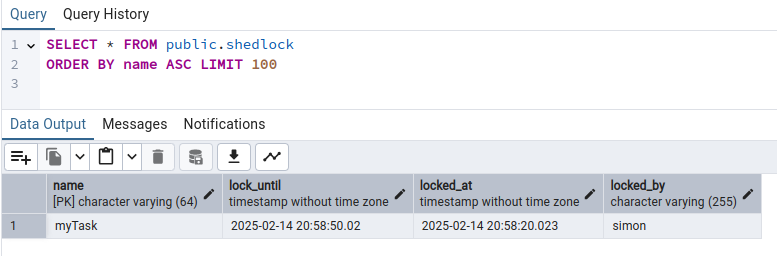 Query Query History
1 SELECT * FROM public.shedlock
2 ORDER BY name ASC LIMIT 100
3
Data Output Messages Notifications
name lock_until locked_at locked_by
[PK] character varying (64) timestamp without time zone timestamp without time zone character varying (255)
1 myTask 2025-02-14 20:58:50.02 2025-02-14 20:58:20.023 simon